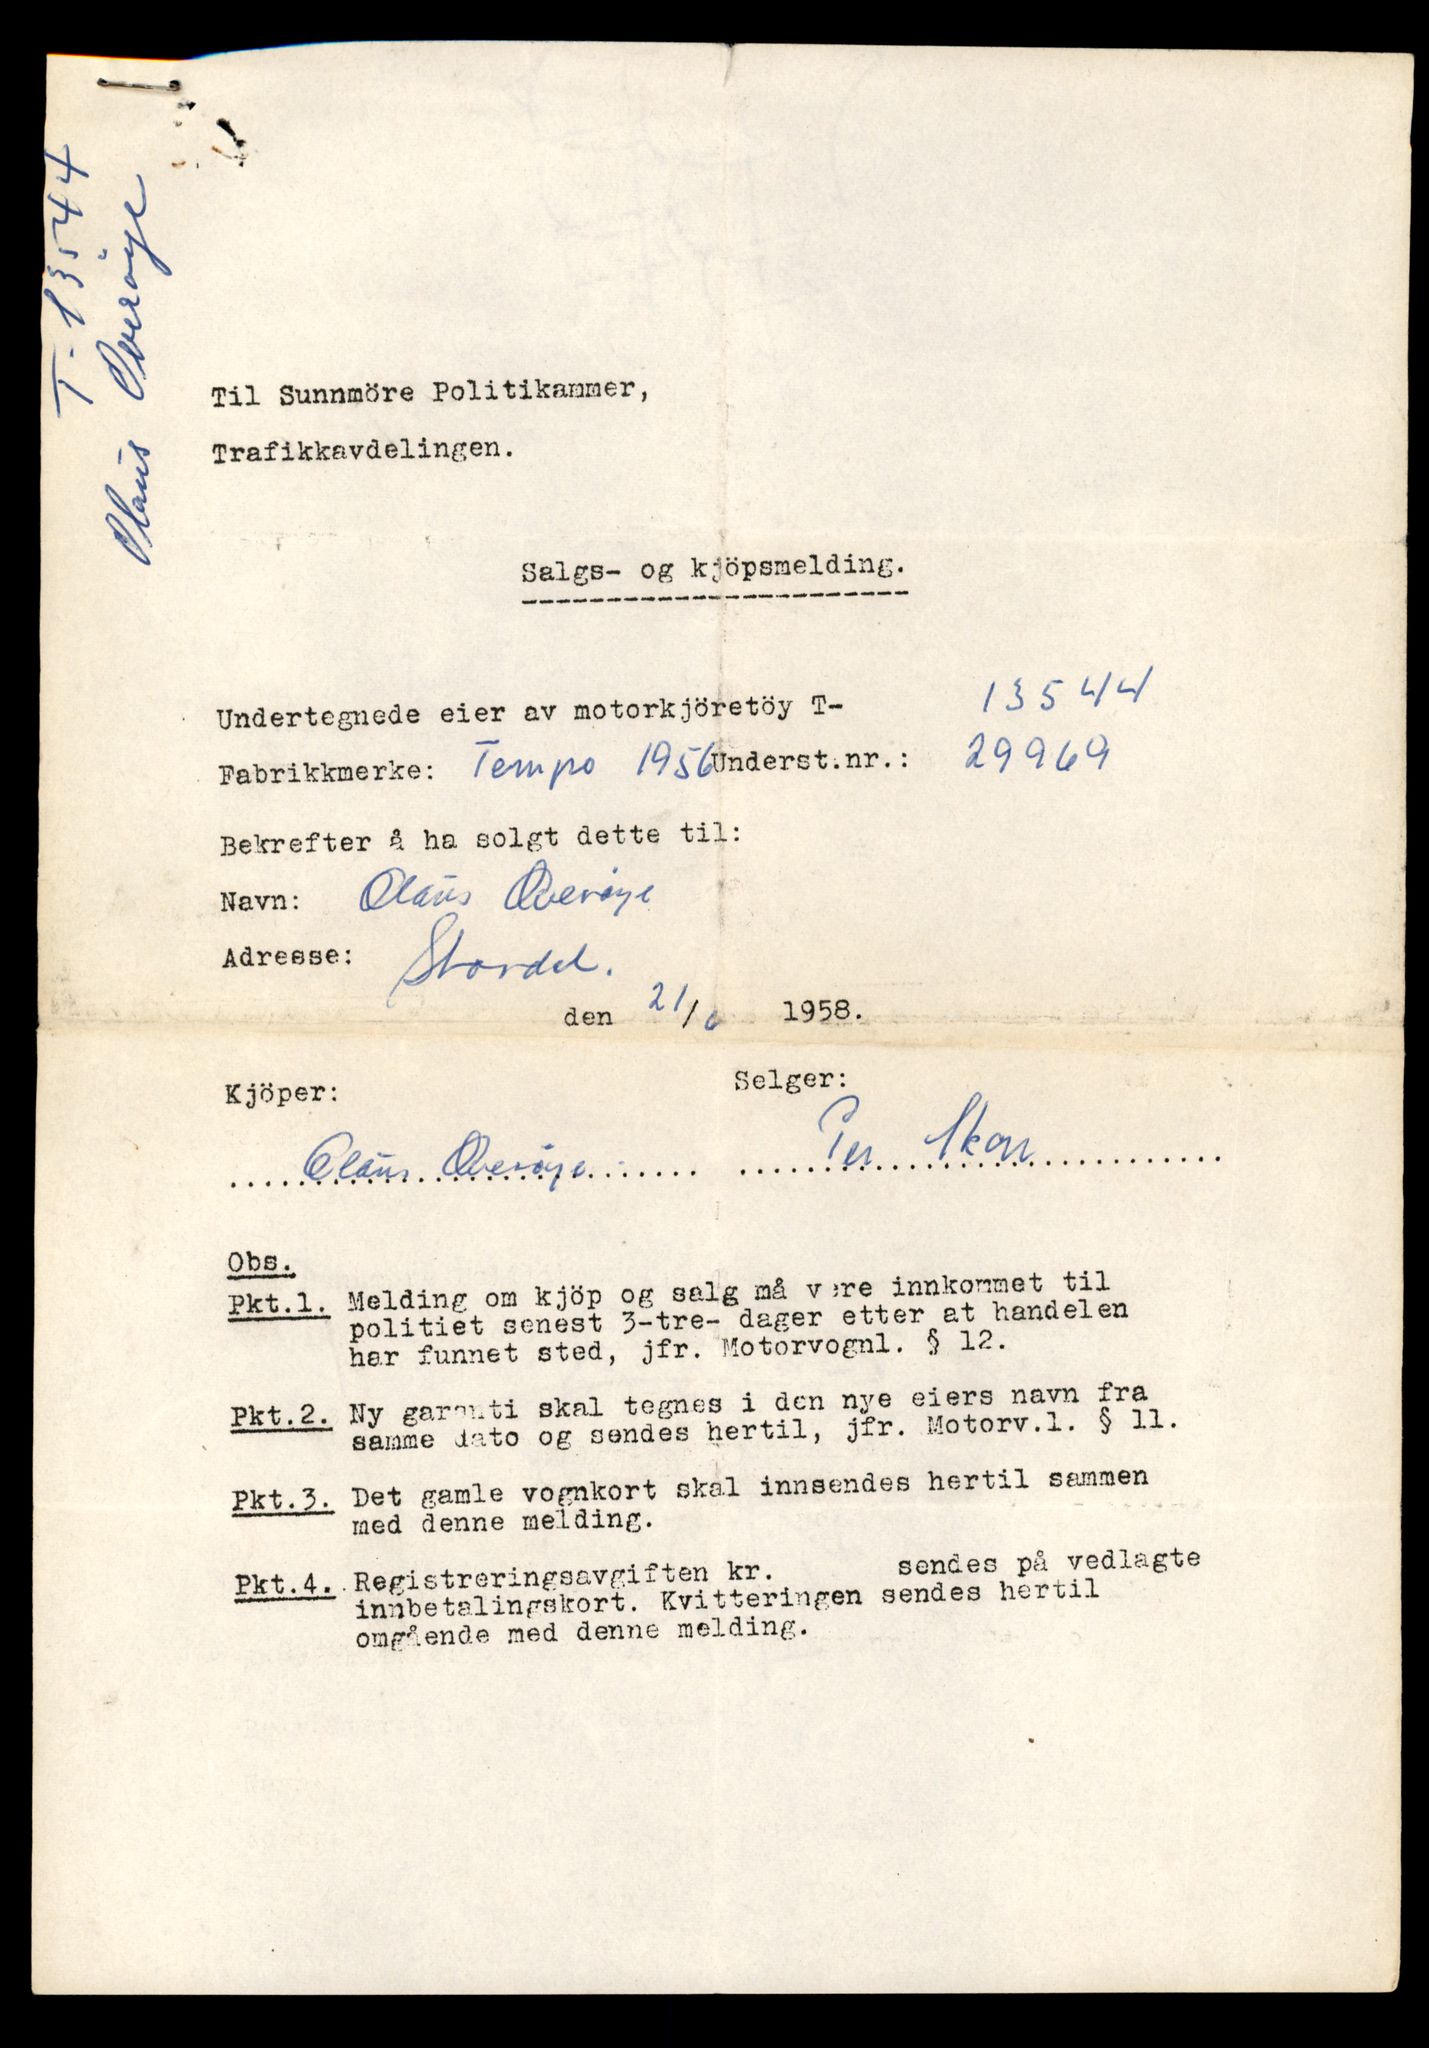 T-13544
Olaus Overøye
Til Sunnmöre Politikammer,
Trafikkavdelingen.
Salgs- og kjöpsmelding.
Undertegnede eier av motorkjöretöy T- 13544
Fabrikkmerke: Tempo 1956 Underst.nr.: 29969
Bekrefter å ha solgt dette til:
Navn: Olaus Overøye
Adresse: Stordal.
den 21/6 1958.
Kjöper: Selger:
Olaus Overøye Per Skou
Obs.
Pkt.1. Melding om kjöp og salg må vere innkommet til
politiet senest 3-tre- dager etter at handelen
har funnet sted, jfr. Motorvognl. § 12.
Pkt.2. Ny garanti skal tegnes i den nye eiers navn fra
samme dato og sendes hertil, jfr. Motorv.l. § 11.
Pkt.3. Det gamle vognkort skal innsendes hertil sammen
med denne melding.
Pkt.4. Registreringsavgiften kr. sendes på vedlagte
innbetalingskort. Kvitteringen sendes hertil
omgående med denne melding.